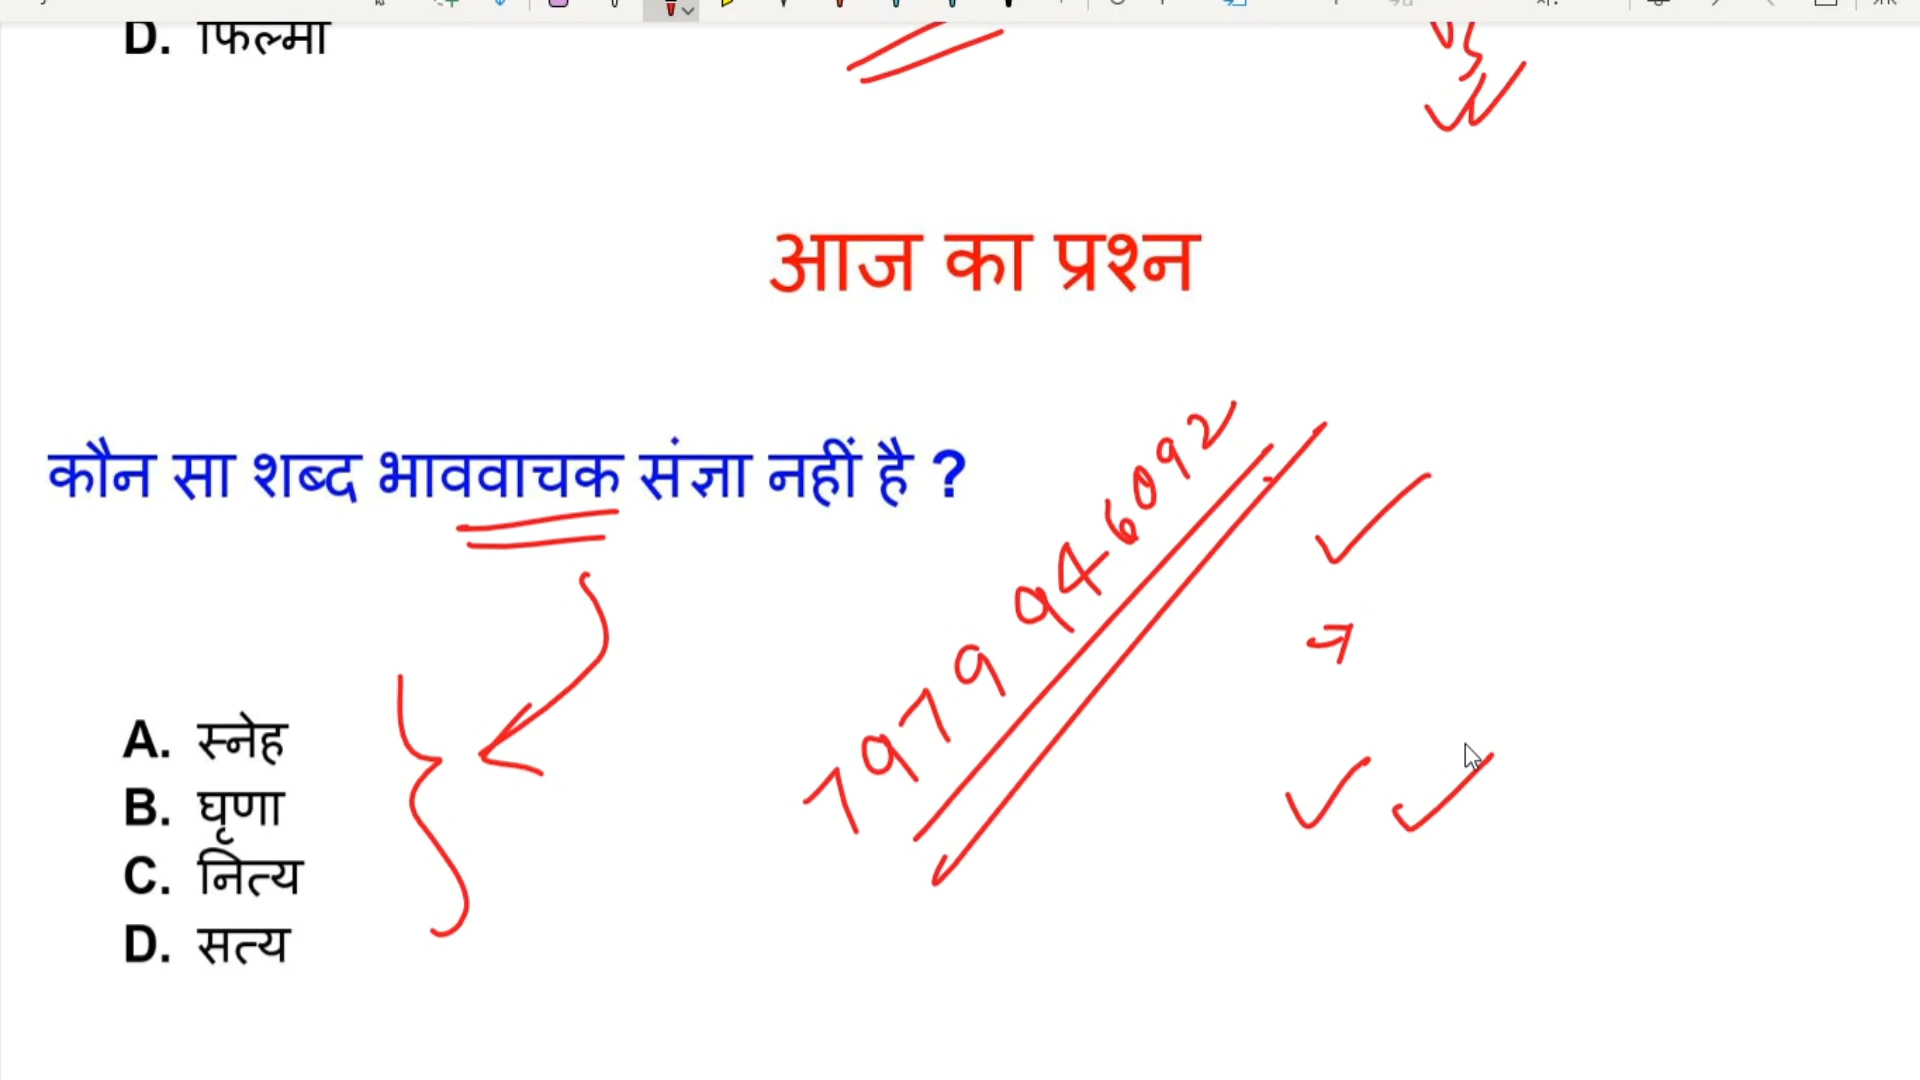 D. फिल्मी
आज का प्रश्न
कौन सा शब्द भाववाचक संज्ञा नहीं है ?
7979946092
A. स्नेह
B. घृणा
C. नित्य
D. सत्य